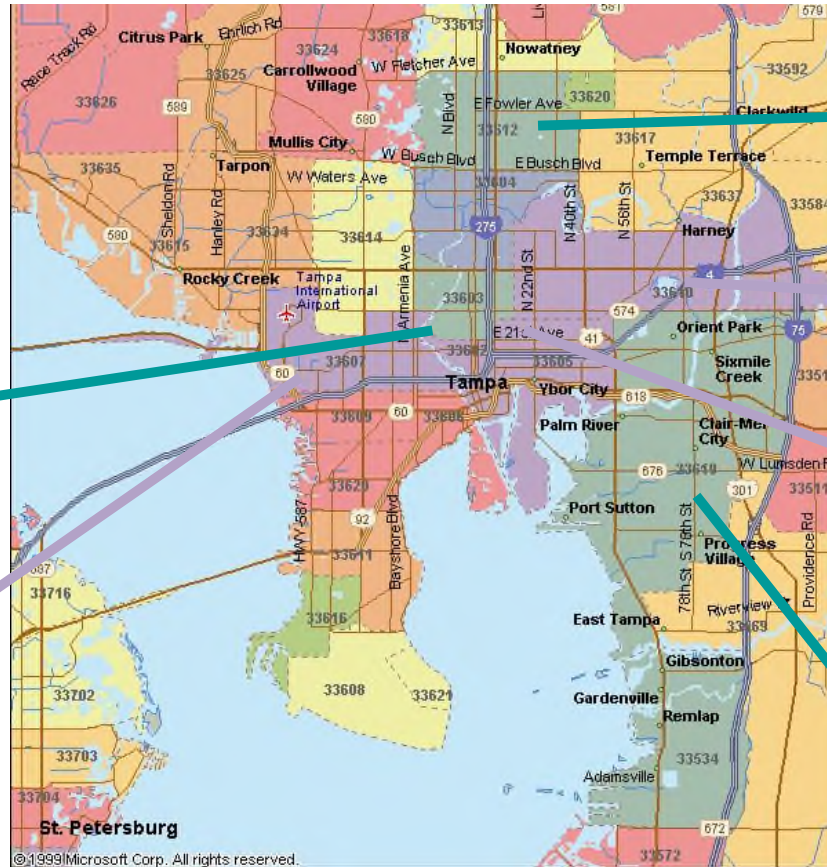 581
579
Citrus Park
Ehrlich Rd
33624
33618
33613
Nowatney
Race Track Rd
33625
Carrollwood
Village
W Fletcher Ave
33592
33626
589
580
N Blvd
E Fowler Ave
33620
Clarkwild
33612
33617
Mullis City
33635
Tarpon
W Busch Blvd
E Busch Blvd
Temple Terrace
W Waters Ave
33604
Sheldon Rd
Hanley Rd
N 40th St
N 56th St
33637
33584
580
33615
33634
33614
275
Harney
Rocky Creek
Tampa
International
Airport
N Armenia Ave
33603
N 22nd St
4
33610
574
Orient Park
75
E 21st Ave
41
33607
33602
33605
Sixmile
Creek
60
Tampa
Ybor City
618
33609
60
33606
Palm River
Clair-Mel
City
33629
676
33619
W Lumsden
301
33511
HWY 587
92
Bayshore Blvd
Port Sutton
33611
78th St
S 78th St
Progress
Village
Providence Rd
587
33716
33616
Riverview
East Tampa
33569
33702
33608
33621
Gibsonton
Gardenville
Remlap
33703
33534
Adamsville
33704
St. Petersburg
672
33572
©1999 Microsoft Corp. All rights reserved.